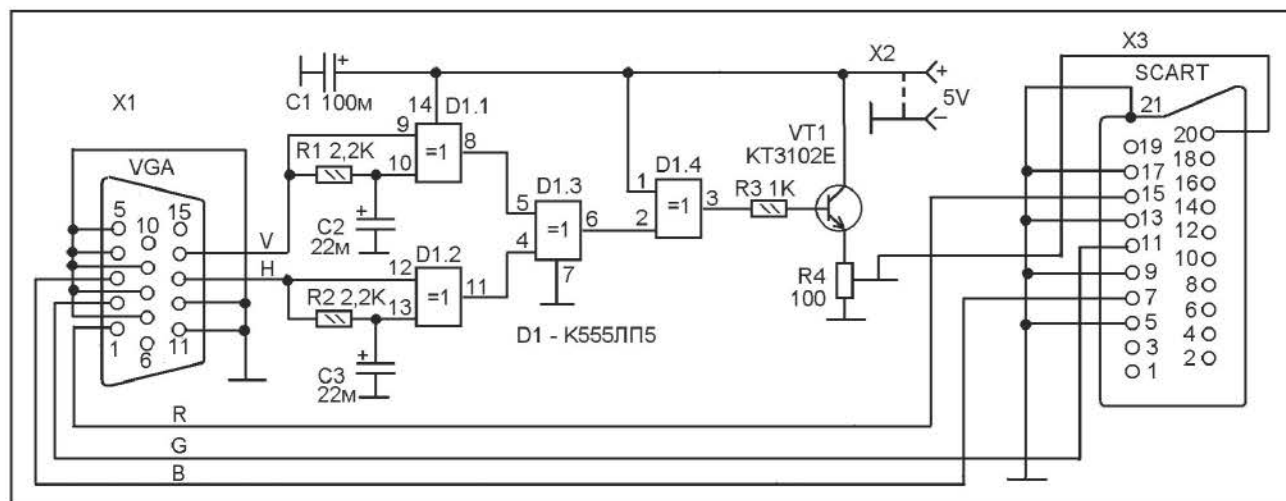 X1
VGA
5
10
15
1
6
11
V
H
R
G
B
C1 100м
+
14
D1.1
9
10
=1
8
R1 2,2K
+
C2
22м
D1.2
12
13
=1
11
R2 2,2K
+
C3
22м
D1.3
5
4
=1
6
7
D1 - К555ЛП5
D1.4
1
2
=1
3
R3 1K
VT1
КТ3102Е
R4
100
X2
+
5V
−
X3
SCART
21
20
19
18
17
16
15
14
13
12
11
10
9
8
7
6
5
4
3
2
1